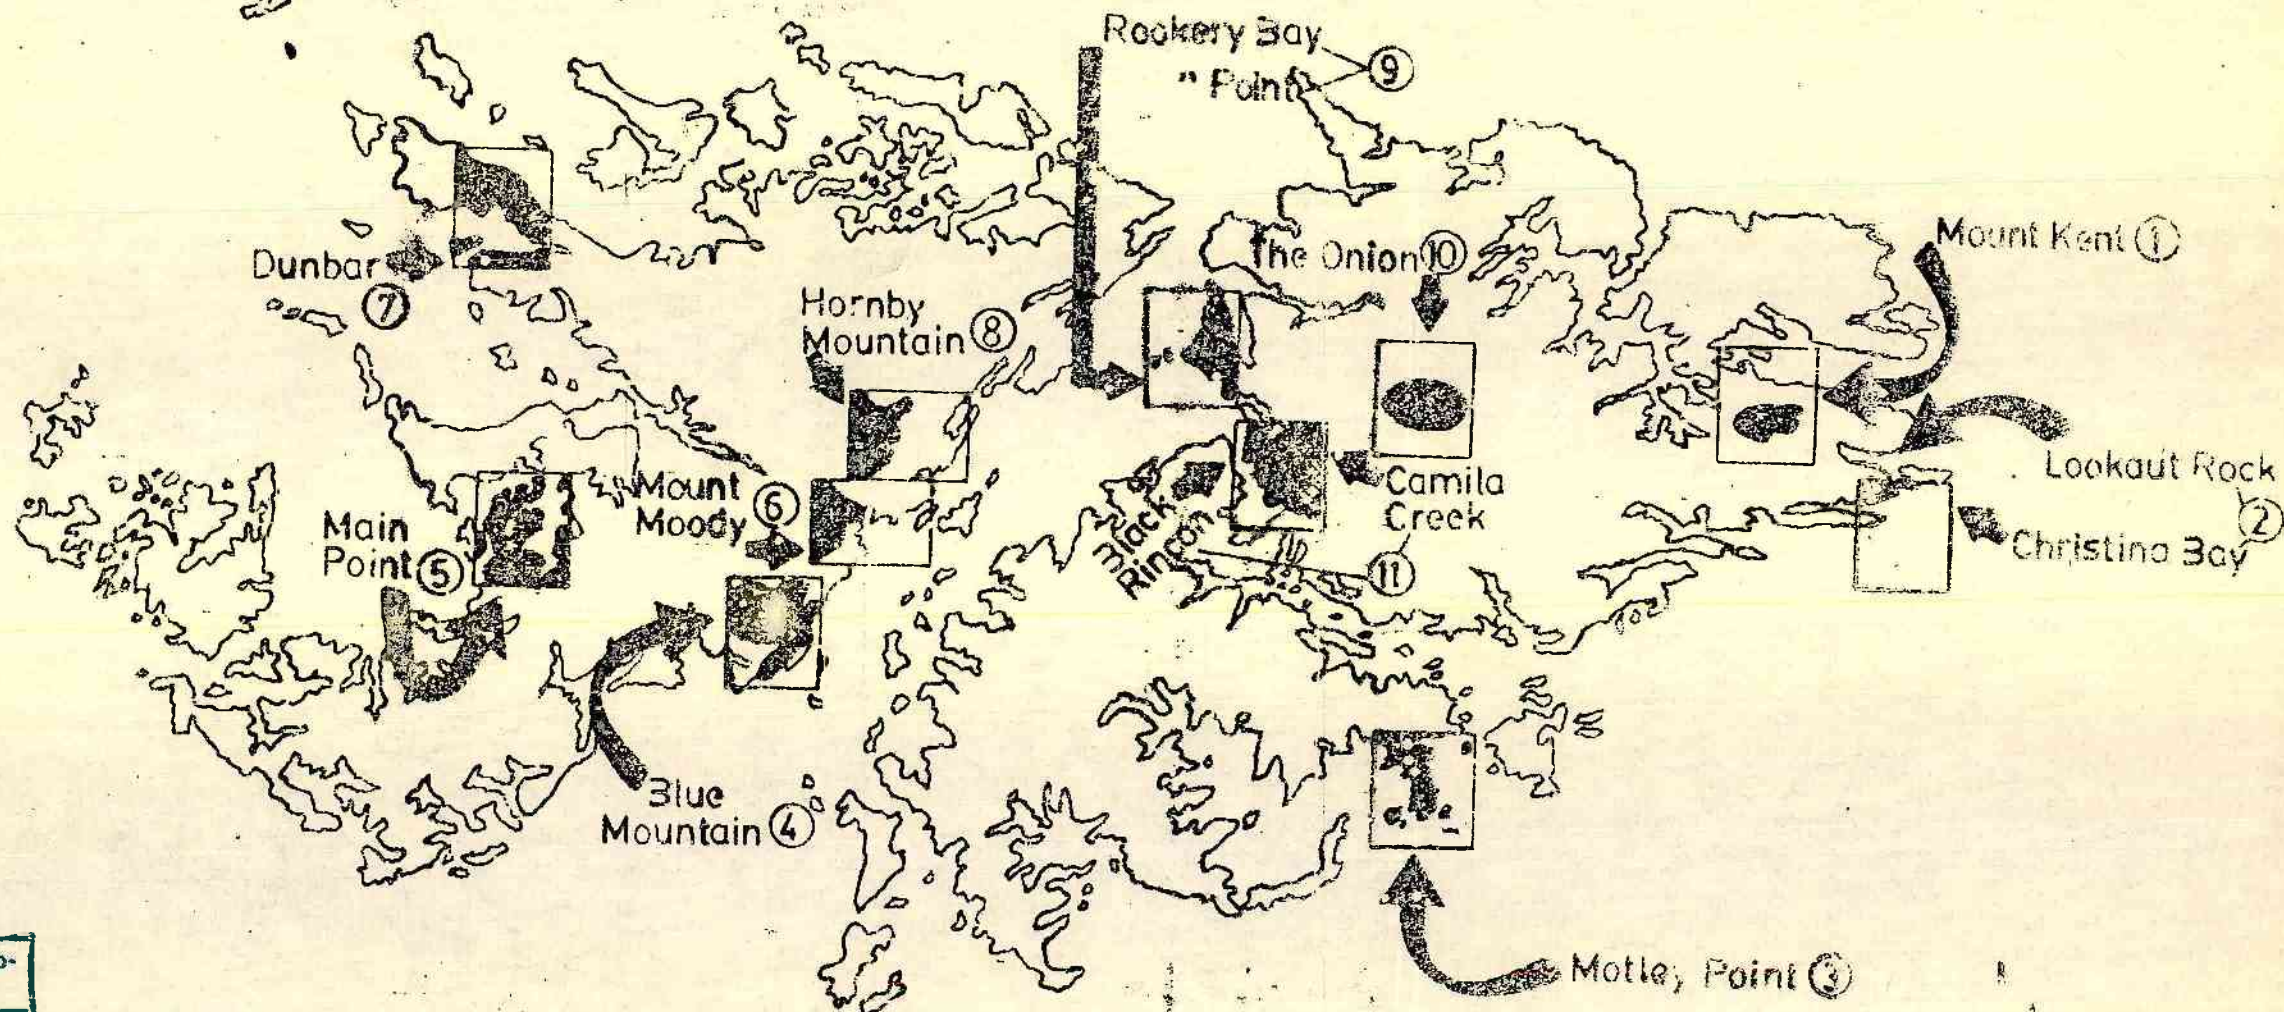 Rookery Bay
" Point
9
The Onion 10
Mount Kent 1
Dunbar
7
Hornby
Mountain 8
Lookaut Rock
2
Christina Bay
Camila
Creek
Black
Rincon
11
Mount
Moody 6
Main
Point 5
Blue
Mountain 4
Motley Point 3